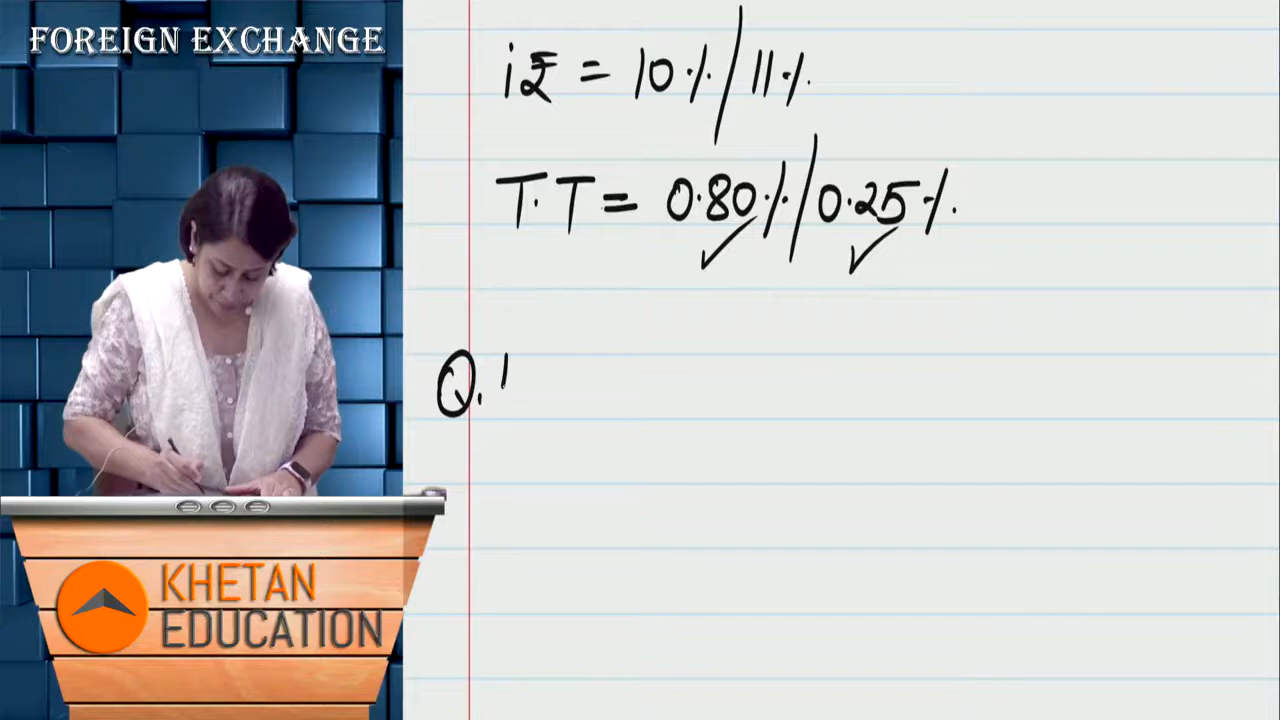 FOREIGN EXCHANGE
i₹ = 10% / 11%.
T.T = 0.80% / 0.25%.
Q. 1
KHETAN
EDUCATION